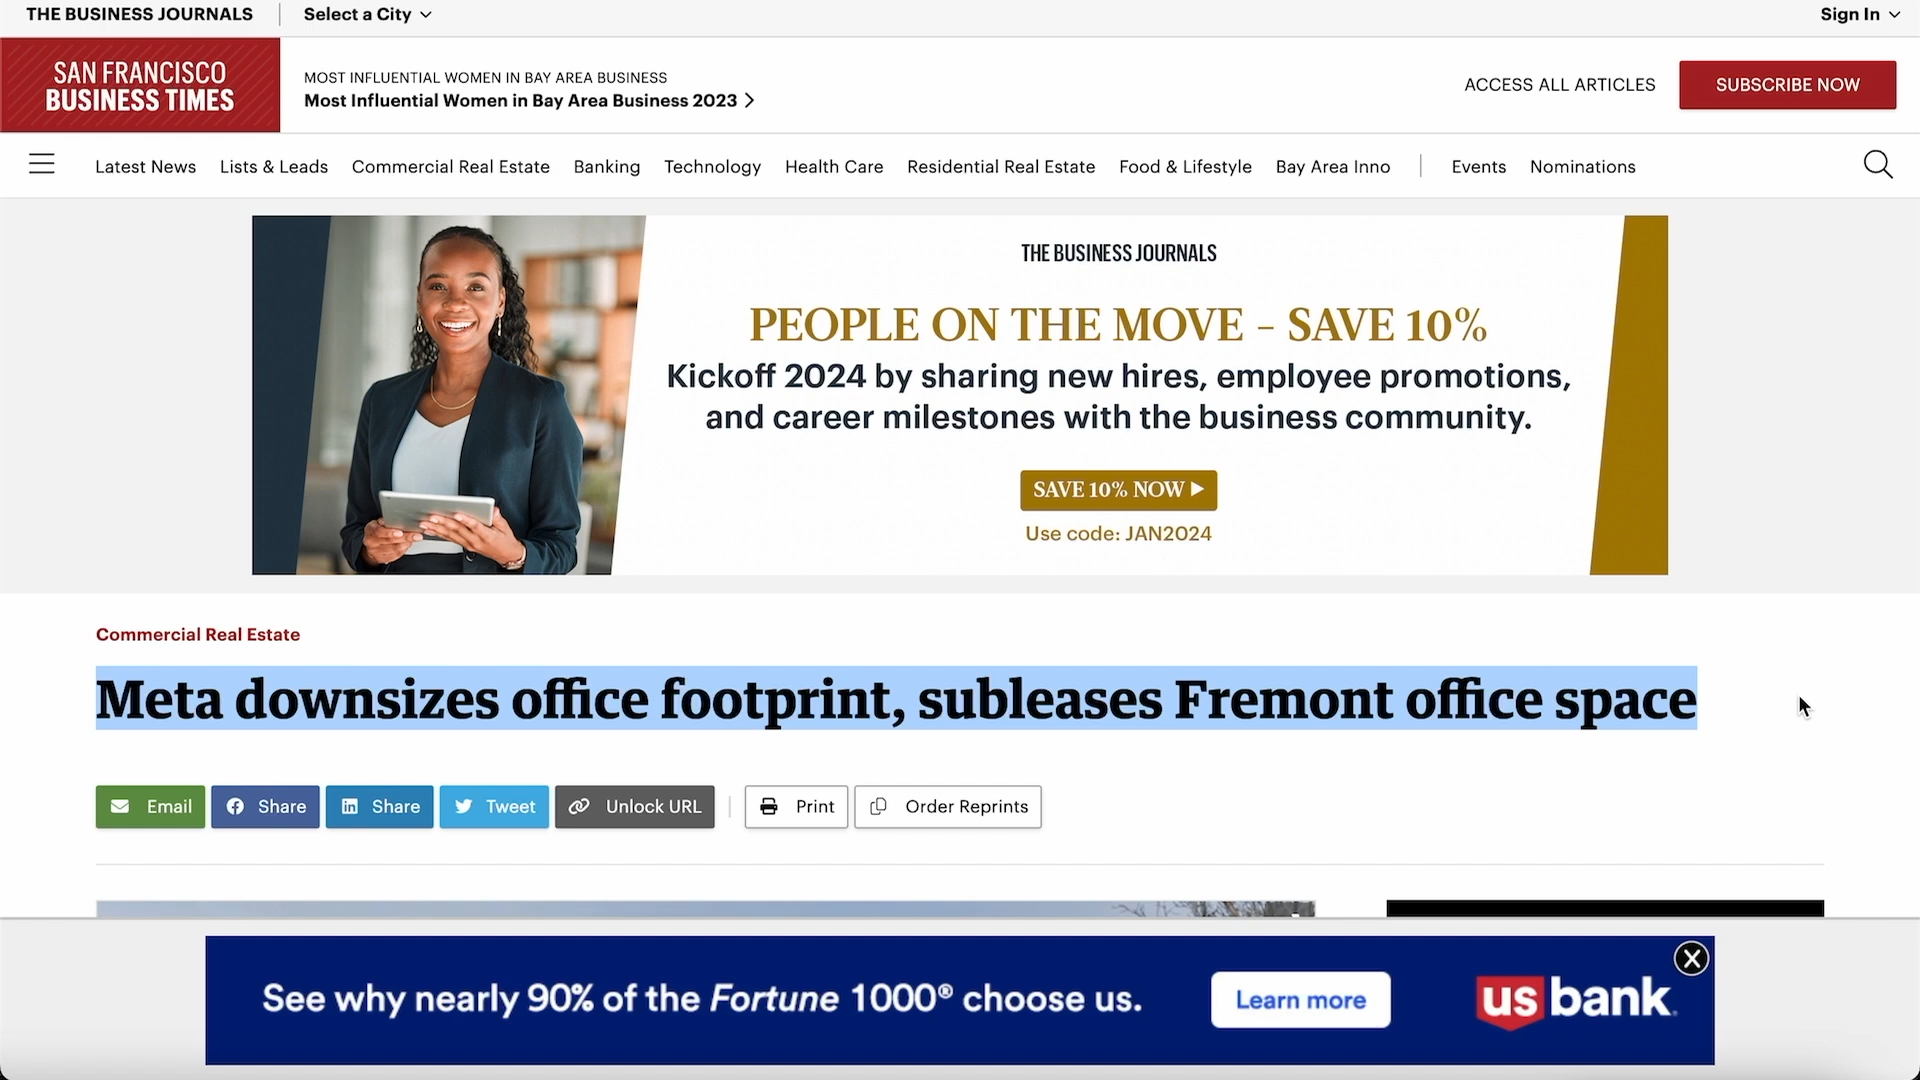 THE BUSINESS JOURNALS
Select a City
Sign In
SAN FRANCISCO
BUSINESS TIMES
MOST INFLUENTIAL WOMEN IN BAY AREA BUSINESS
Most Influential Women in Bay Area Business 2023
ACCESS ALL ARTICLES
SUBSCRIBE NOW
Latest News
Lists & Leads
Commercial Real Estate
Banking
Technology
Health Care
Residential Real Estate
Food & Lifestyle
Bay Area Inno
Events
Nominations
THE BUSINESS JOURNALS
PEOPLE ON THE MOVE – SAVE 10%
Kickoff 2024 by sharing new hires, employee promotions,
and career milestones with the business community.
SAVE 10% NOW
Use code: JAN2024
Commercial Real Estate
Meta downsizes office footprint, subleases Fremont office space
Email
Share
Share
Tweet
Unlock URL
Print
Order Reprints
See why nearly 90% of the Fortune 1000® choose us.
Learn more
us bank.